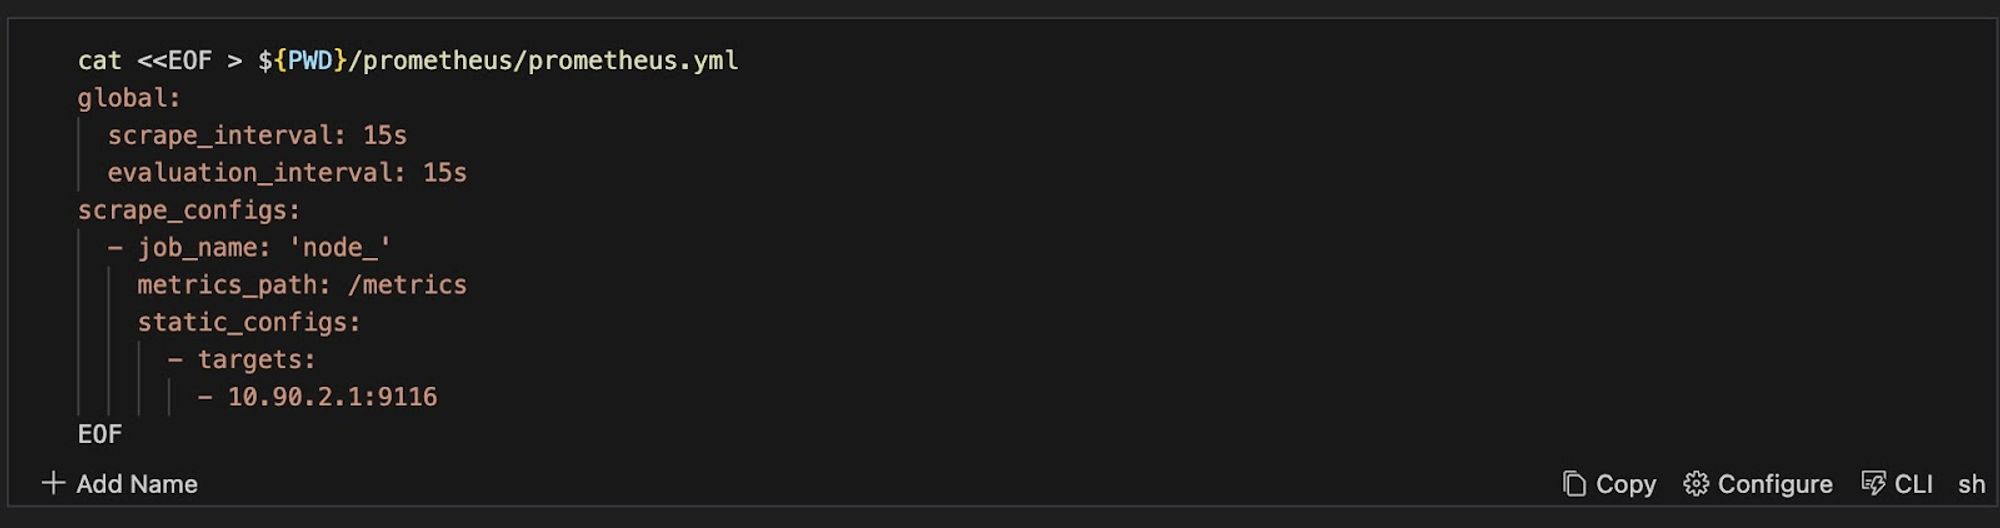 cat <<EOF > ${PWD}/prometheus/prometheus.yml
global:
  scrape_interval: 15s
  evaluation_interval: 15s
scrape_configs:
  - job_name: 'node_'
    metrics_path: /metrics
    static_configs:
      - targets:
        - 10.90.2.1:9116
EOF
Add Name
Copy Configure CLI sh